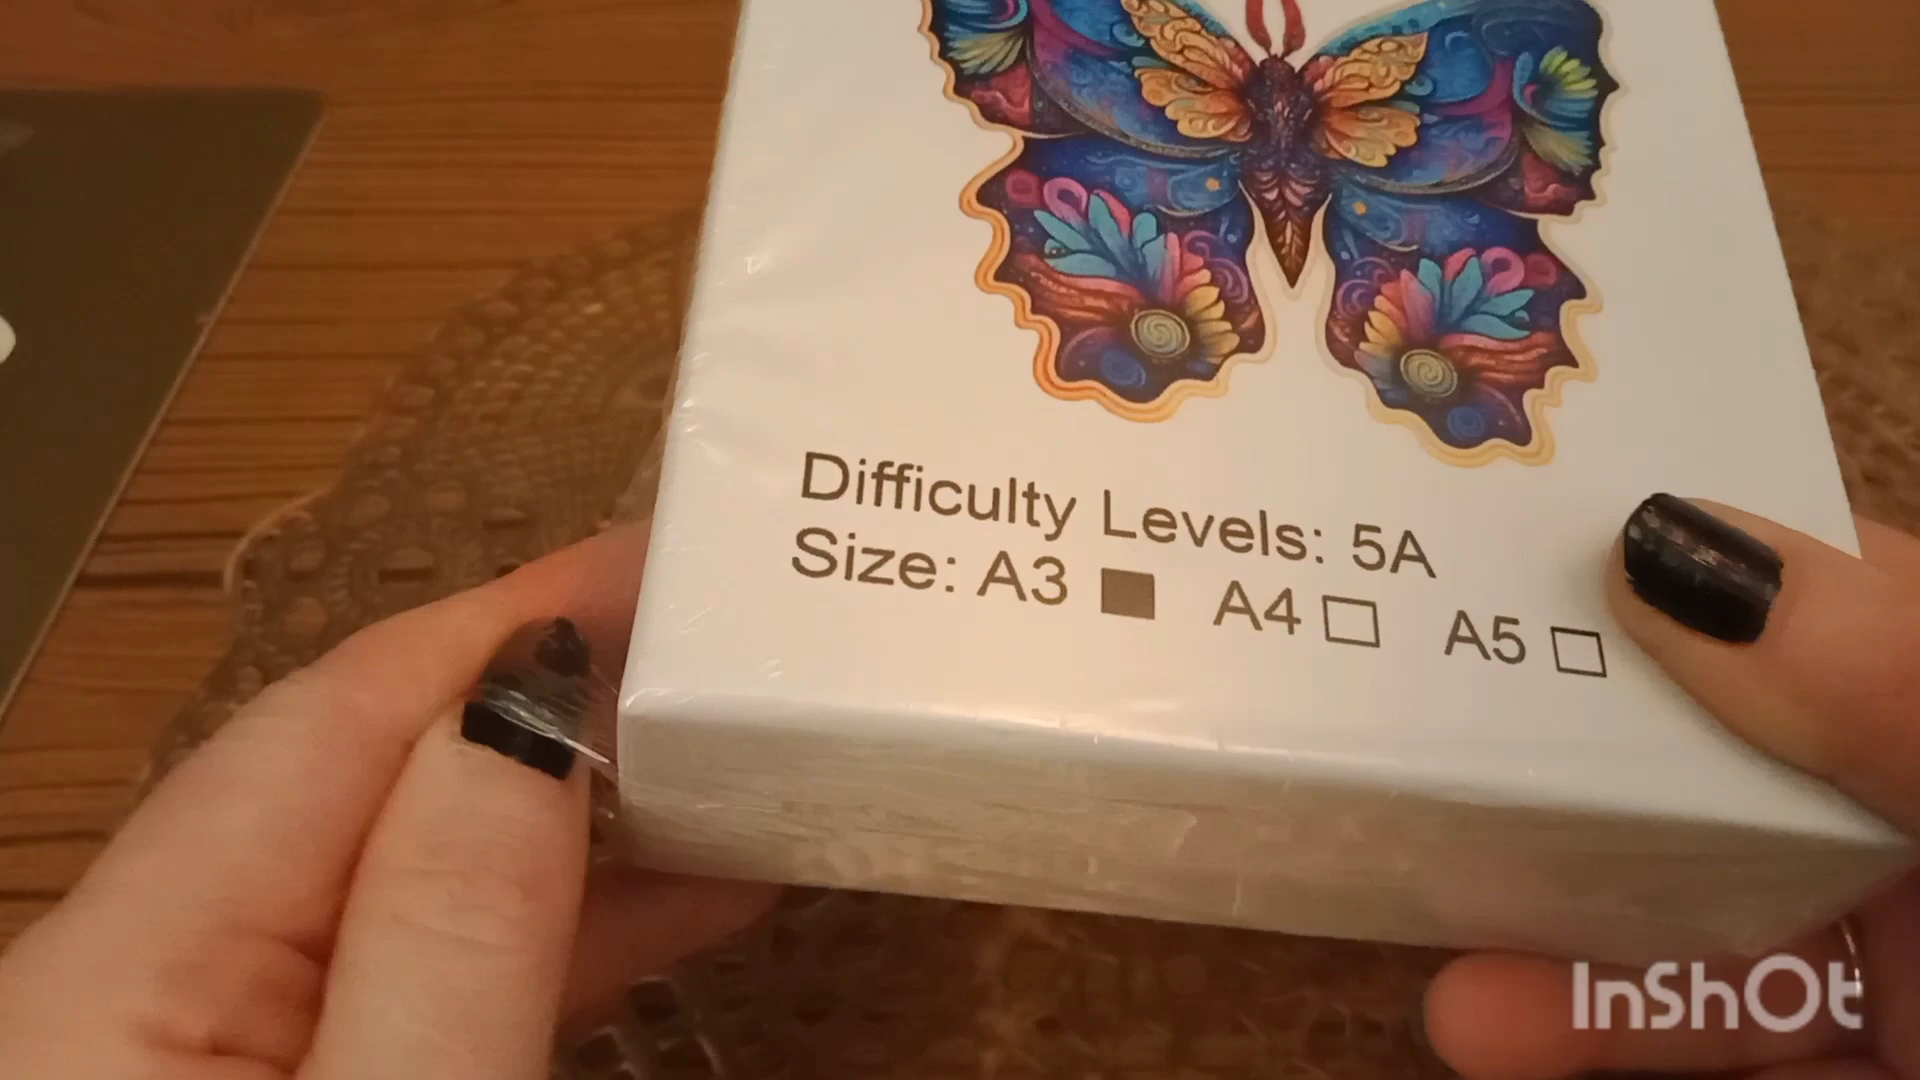 Difficulty Levels: 5A
Size: A3 ■ A4 □ A5 □
InShOt